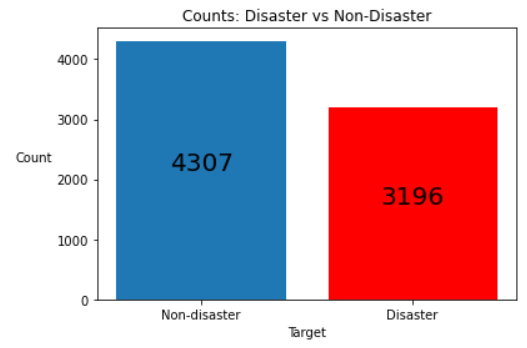 Counts: Disaster vs Non-Disaster
4000
3000
Count
2000
1000
0
4307
3196
Non-disaster
Disaster
Target